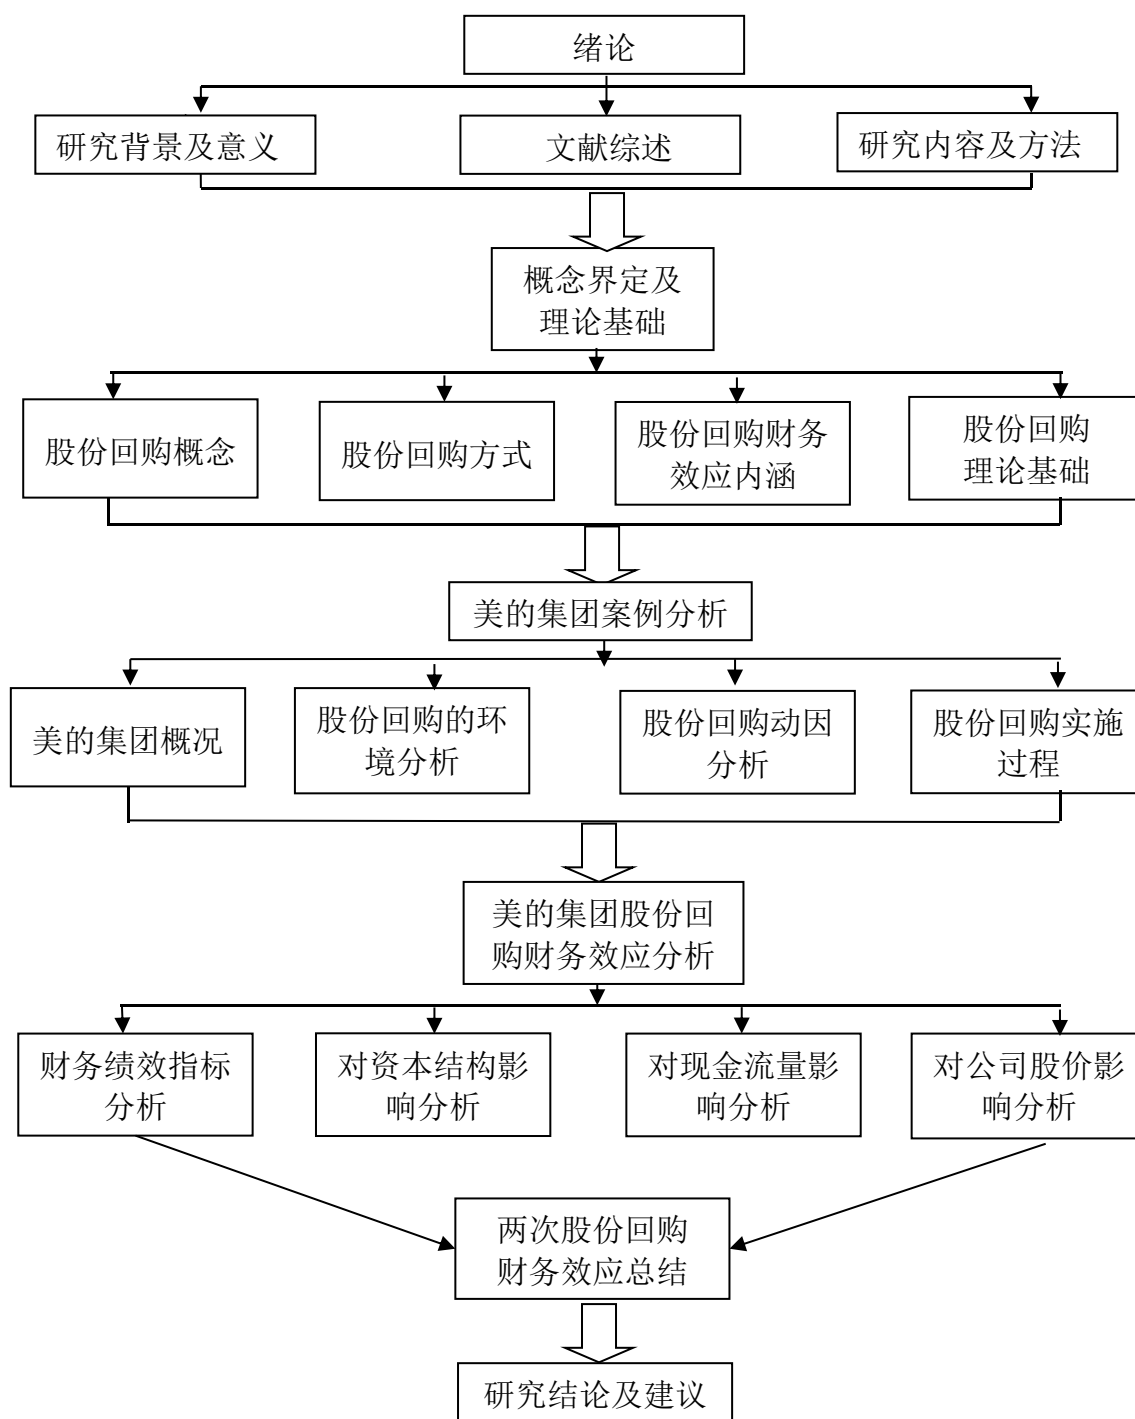 绪论
研究背景及意义
文献综述
研究内容及方法
概念界定及
理论基础
股份回购概念
股份回购方式
股份回购财务
效应内涵
股份回购
理论基础
美的集团案例分析
美的集团概况
股份回购的环
境分析
股份回购动因
分析
股份回购实施
过程
美的集团股份回
购财务效应分析
财务绩效指标
分析
对资本结构影
响分析
对现金流量影
响分析
对公司股价影
响分析
两次股份回购
财务效应总结
研究结论及建议